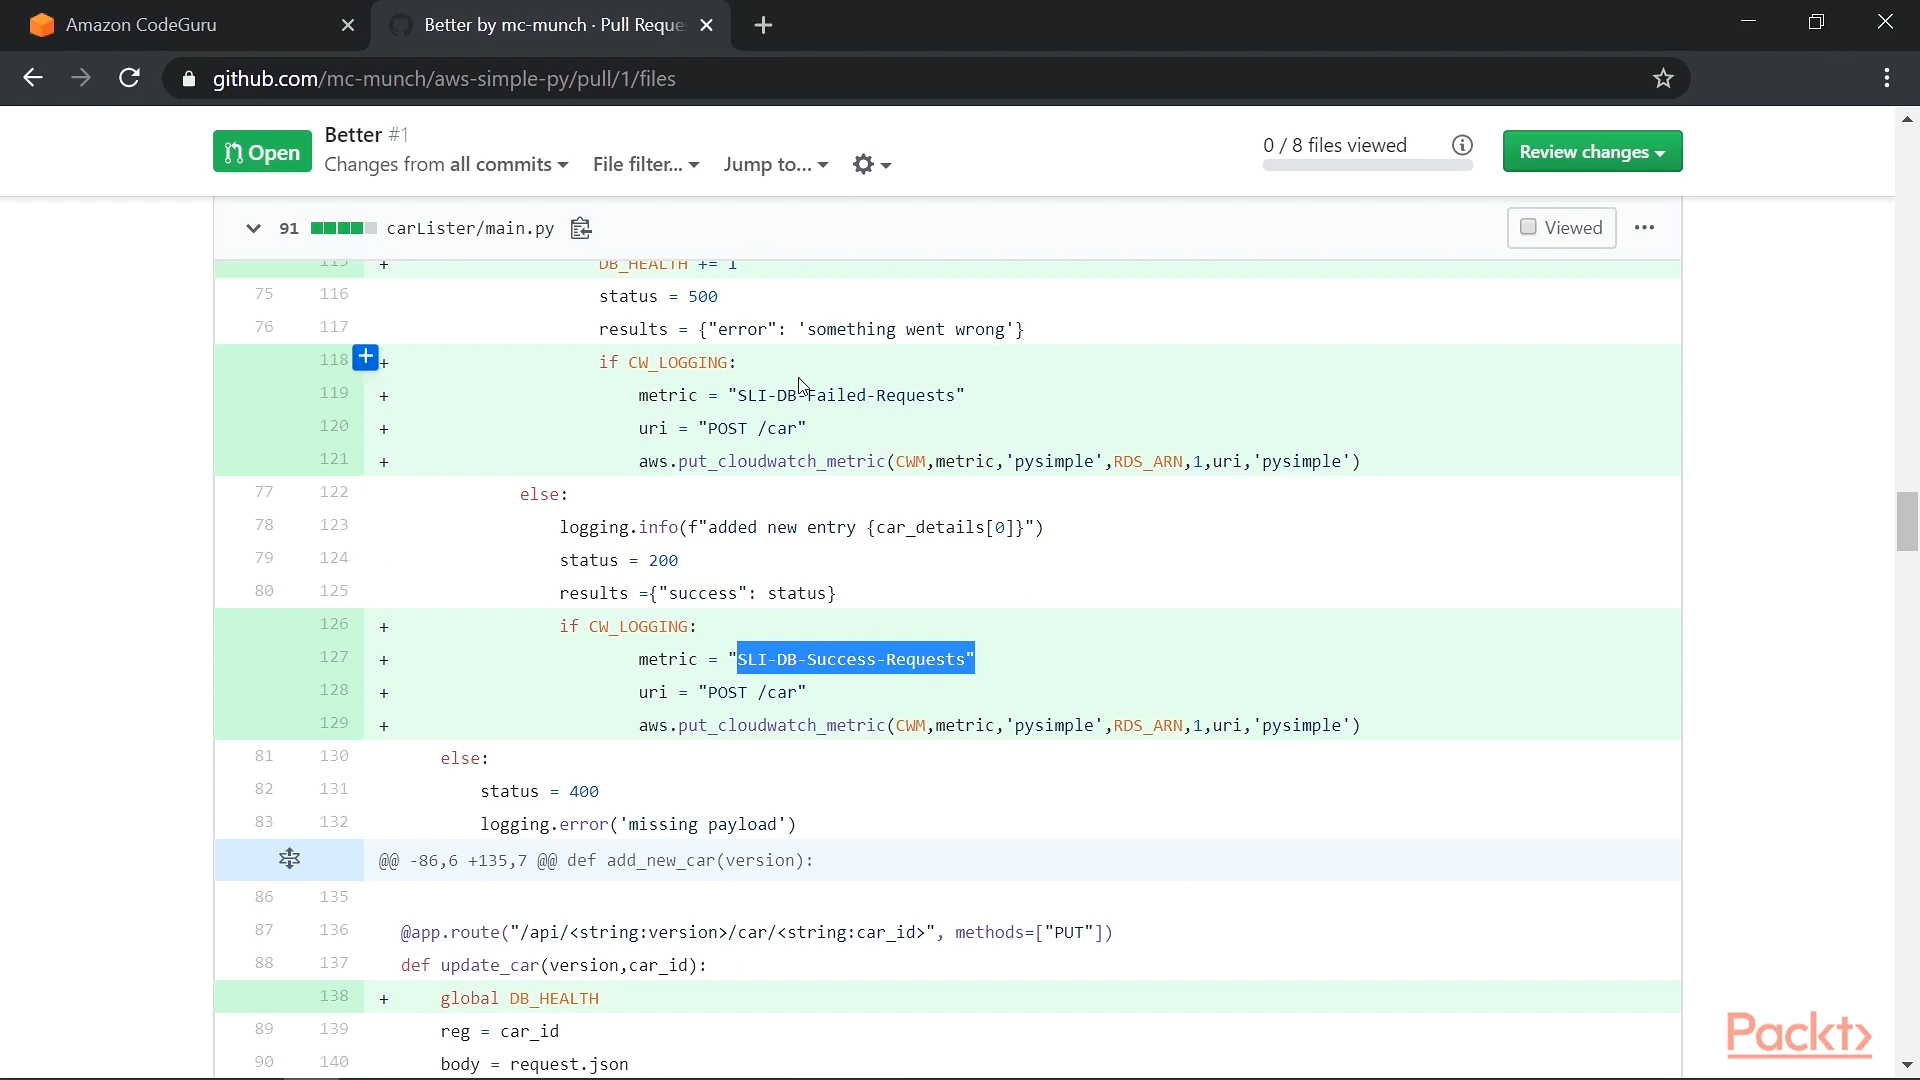 Amazon CodeGuru
Better by mc-munch · Pull Reque
github.com/mc-munch/aws-simple-py/pull/1/files
Open
Better #1
Changes from all commits
File filter...
Jump to...
0 / 8 files viewed
Review changes
91 carLister/main.py
Viewed
115 + DB_HEALTH += 1
75 116 status = 500
76 117 results = {"error": 'something went wrong'}
118 + if CW_LOGGING:
119 + metric = "SLI-DB-Failed-Requests"
120 + uri = "POST /car"
121 + aws.put_cloudwatch_metric(CWM,metric,'pysimple',RDS_ARN,1,uri,'pysimple')
77 122 else:
78 123 logging.info(f"added new entry {car_details[0]}")
79 124 status = 200
80 125 results ={"success": status}
126 + if CW_LOGGING:
127 + metric = "SLI-DB-Success-Requests"
128 + uri = "POST /car"
129 + aws.put_cloudwatch_metric(CWM,metric,'pysimple',RDS_ARN,1,uri,'pysimple')
81 130 else:
82 131 status = 400
83 132 logging.error('missing payload')
@@ -86,6 +135,7 @@ def add_new_car(version):
86 135
87 136 @app.route("/api/<string:version>/car/<string:car_id>", methods=["PUT"])
88 137 def update_car(version,car_id):
138 + global DB_HEALTH
89 139 reg = car_id
90 140 body = request.json
Packt>